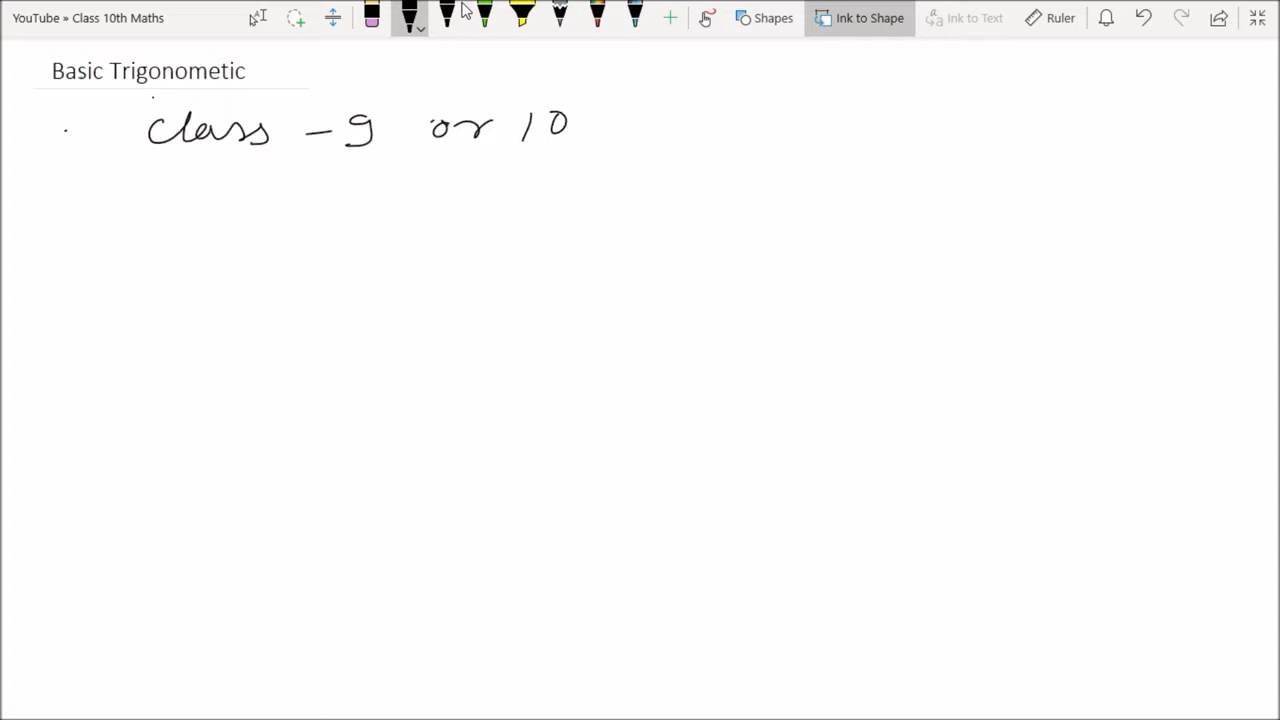 YouTube » Class 10th Maths Shapes Ink to Shape Ink to Text Ruler
Basic Trigonometic
Class - 9 or 10